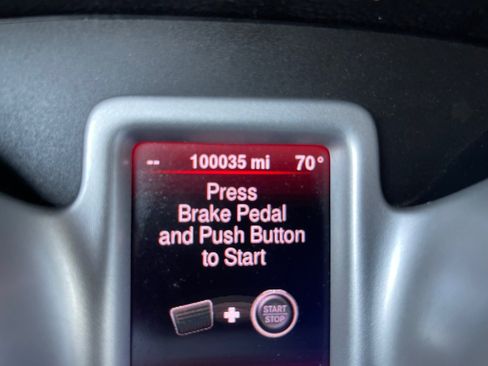 -- 100035 mi 70°
Press
Brake Pedal
and Push Button
to Start
+ START
STOP